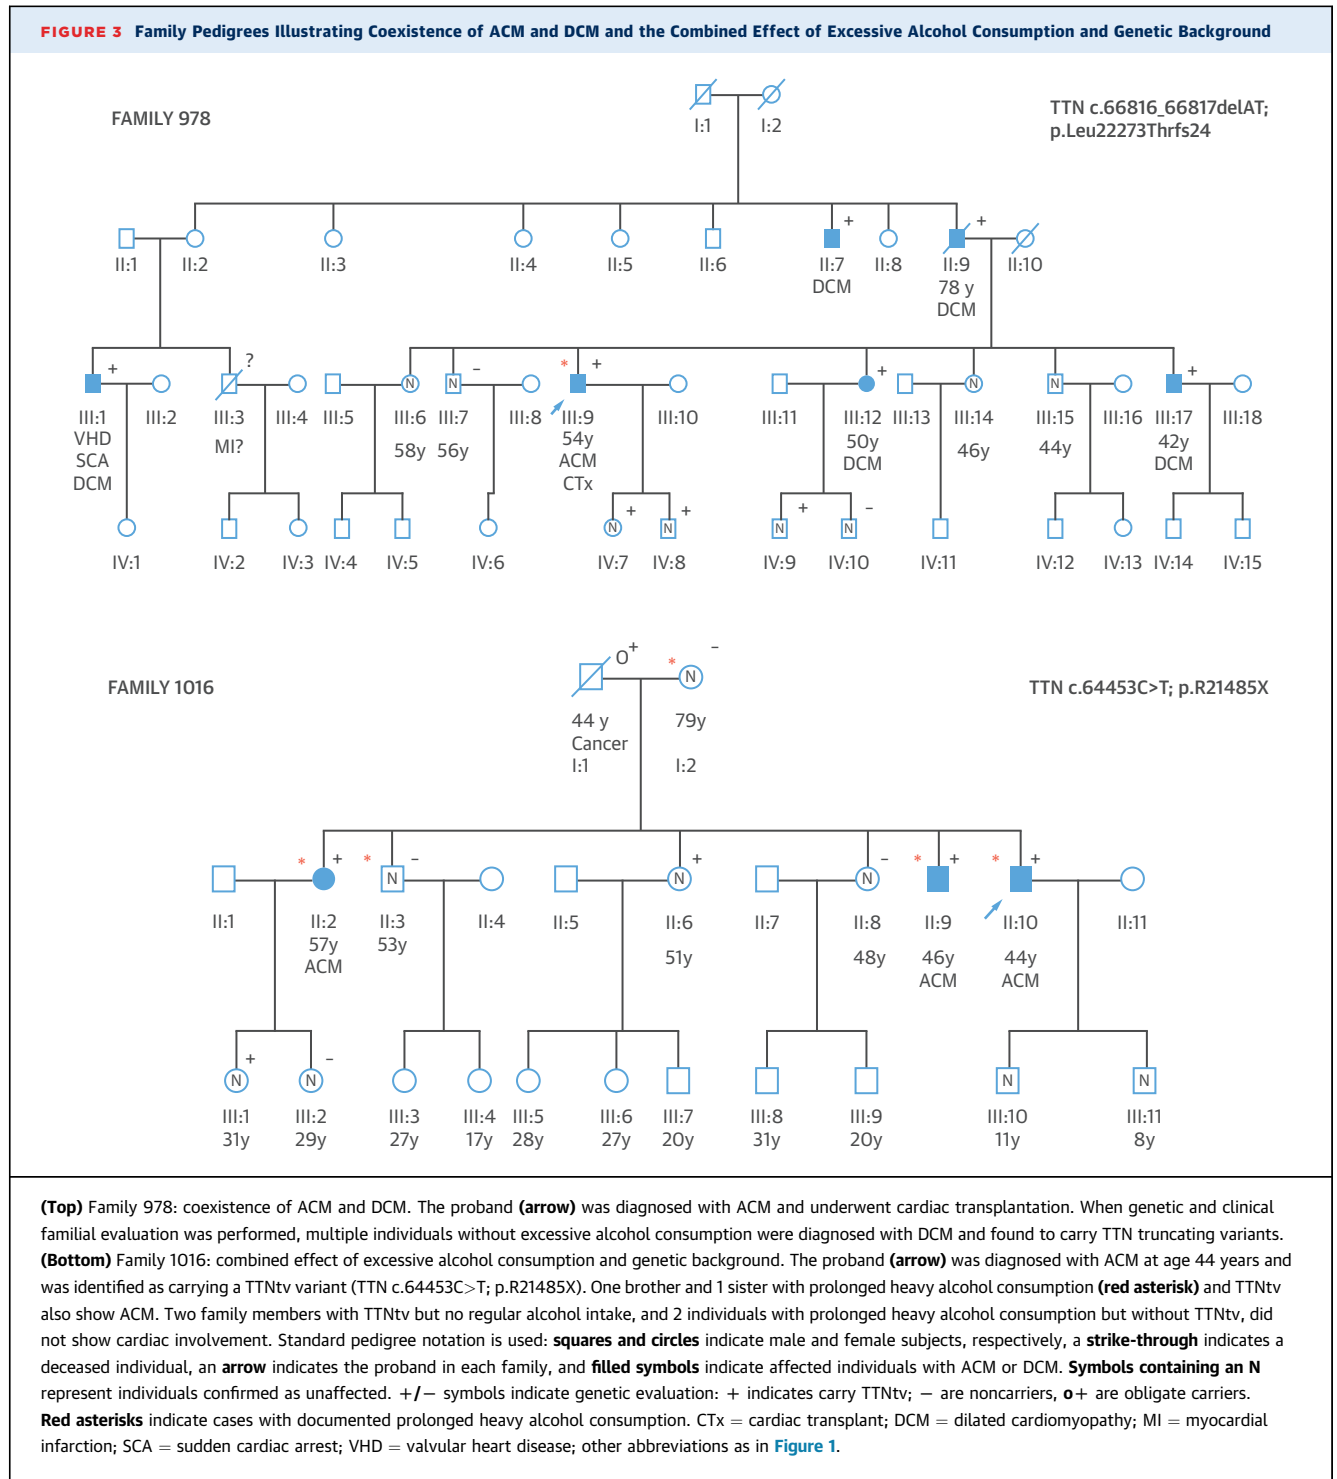 FIGURE 3 Family Pedigrees Illustrating Coexistence of ACM and DCM and the Combined Effect of Excessive Alcohol Consumption and Genetic Background
FAMILY 978
TTN c.66816_66817delAT;
p.Leu22273Thrfs24
I:1 I:2
+ +
II:1 II:2 II:3 II:4 II:5 II:6 II:7 II:8 II:9 II:10
DCM 78 y
DCM
+ ? – * + + +
N N N N
III:1 III:2 III:3 III:4 III:5 III:6 III:7 III:8 III:9 III:10 III:11 III:12 III:13 III:14 III:15 III:16 III:17 III:18
VHD MI? 58y 56y 54y 50y 46y 44y 42y
SCA ACM DCM DCM
DCM CTx
+ + + –
N N N N
IV:1 IV:2 IV:3 IV:4 IV:5 IV:6 IV:7 IV:8 IV:9 IV:10 IV:11 IV:12 IV:13 IV:14 IV:15
FAMILY 1016
TTN c.64453C>T; p.R21485X
O+ * –
N
44 y 79y
Cancer
I:1 I:2
* + * – + – * + * +
N N N
II:1 II:2 II:3 II:4 II:5 II:6 II:7 II:8 II:9 II:10 II:11
57y 53y 51y 48y 46y 44y
ACM ACM ACM
+ –
N N N N
III:1 III:2 III:3 III:4 III:5 III:6 III:7 III:8 III:9 III:10 III:11
31y 29y 27y 17y 28y 27y 20y 31y 20y 11y 8y
(Top) Family 978: coexistence of ACM and DCM. The proband (arrow) was diagnosed with ACM and underwent cardiac transplantation. When genetic and clinical
familial evaluation was performed, multiple individuals without excessive alcohol consumption were diagnosed with DCM and found to carry TTN truncating variants.
(Bottom) Family 1016: combined effect of excessive alcohol consumption and genetic background. The proband (arrow) was diagnosed with ACM at age 44 years and
was identified as carrying a TTNtv variant (TTN c.64453C>T; p.R21485X). One brother and 1 sister with prolonged heavy alcohol consumption (red asterisk) and TTNtv
also show ACM. Two family members with TTNtv but no regular alcohol intake, and 2 individuals with prolonged heavy alcohol consumption but without TTNtv, did
not show cardiac involvement. Standard pedigree notation is used: squares and circles indicate male and female subjects, respectively, a strike-through indicates a
deceased individual, an arrow indicates the proband in each family, and filled symbols indicate affected individuals with ACM or DCM. Symbols containing an N
represent individuals confirmed as unaffected. +/− symbols indicate genetic evaluation: + indicates carry TTNtv; − are noncarriers, o+ are obligate carriers.
Red asterisks indicate cases with documented prolonged heavy alcohol consumption. CTx = cardiac transplant; DCM = dilated cardiomyopathy; MI = myocardial
infarction; SCA = sudden cardiac arrest; VHD = valvular heart disease; other abbreviations as in Figure 1.